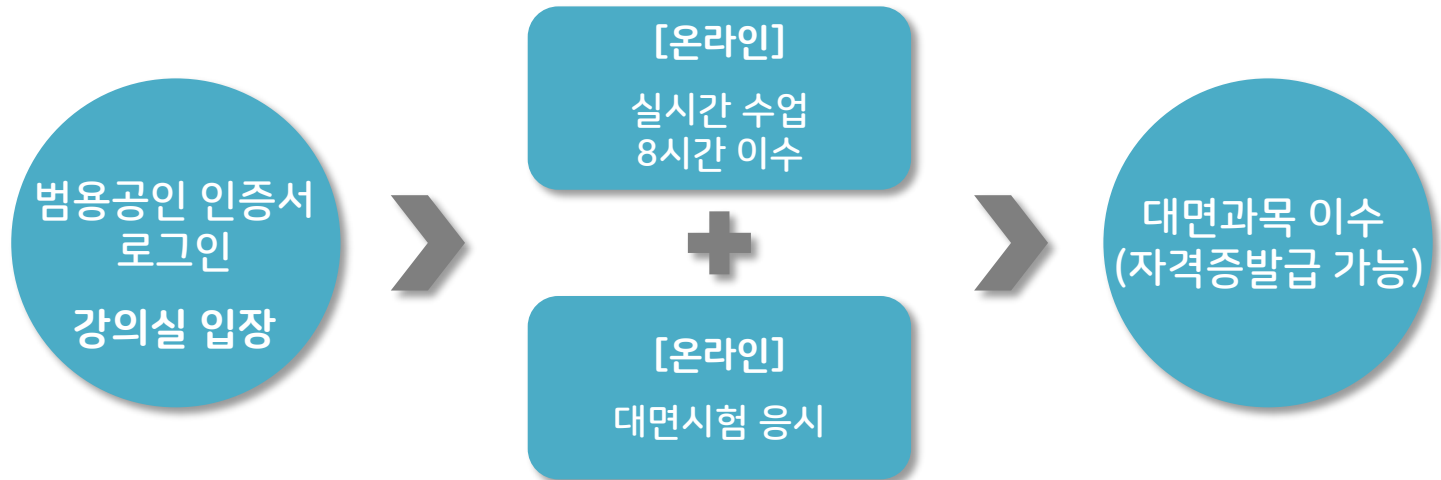 범용공인 인증서
로그인
강의실 입장
[온라인]
실시간 수업
8시간 이수
[온라인]
대면시험 응시
대면과목 이수
(자격증발급 가능)